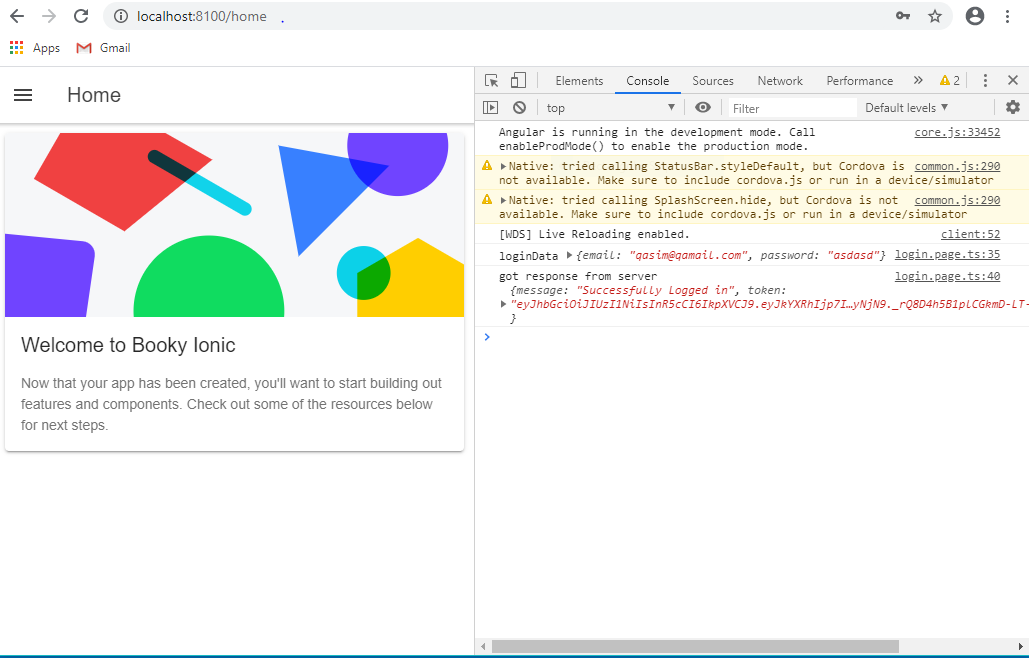 localhost:8100/home
Apps Gmail
Home
Welcome to Booky Ionic
Now that your app has been created, you'll want to start building out
features and components. Check out some of the resources below
for next steps.
Elements Console Sources Network Performance » 2
top Filter Default levels
Angular is running in the development mode. Call core.js:33452
enableProdMode() to enable the production mode.
Native: tried calling StatusBar.styleDefault, but Cordova is common.js:290
not available. Make sure to include cordova.js or run in a device/simulator
Native: tried calling SplashScreen.hide, but Cordova is not common.js:290
available. Make sure to include cordova.js or run in a device/simulator
[WDS] Live Reloading enabled. client:52
loginData {email: "qasim@qamail.com", password: "asdasd"} login.page.ts:35
got response from server login.page.ts:40
{message: "Successfully Logged in", token:
"eyJhbGciOiJIUzI1NiIsInR5cCI6IkpXVCJ9.eyJkYXRhIjp7I…yNjN9._rQ8D4h5B1plCGkmD-lT-
}